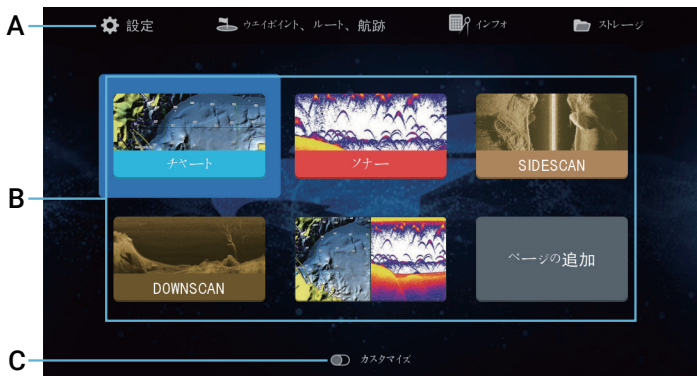 A 設定 ウエイポイント、ルート、航跡 インフォ ストレージ
チャート ソナー SIDESCAN
B
DOWNSCAN ページの追加
C カスタマイズ